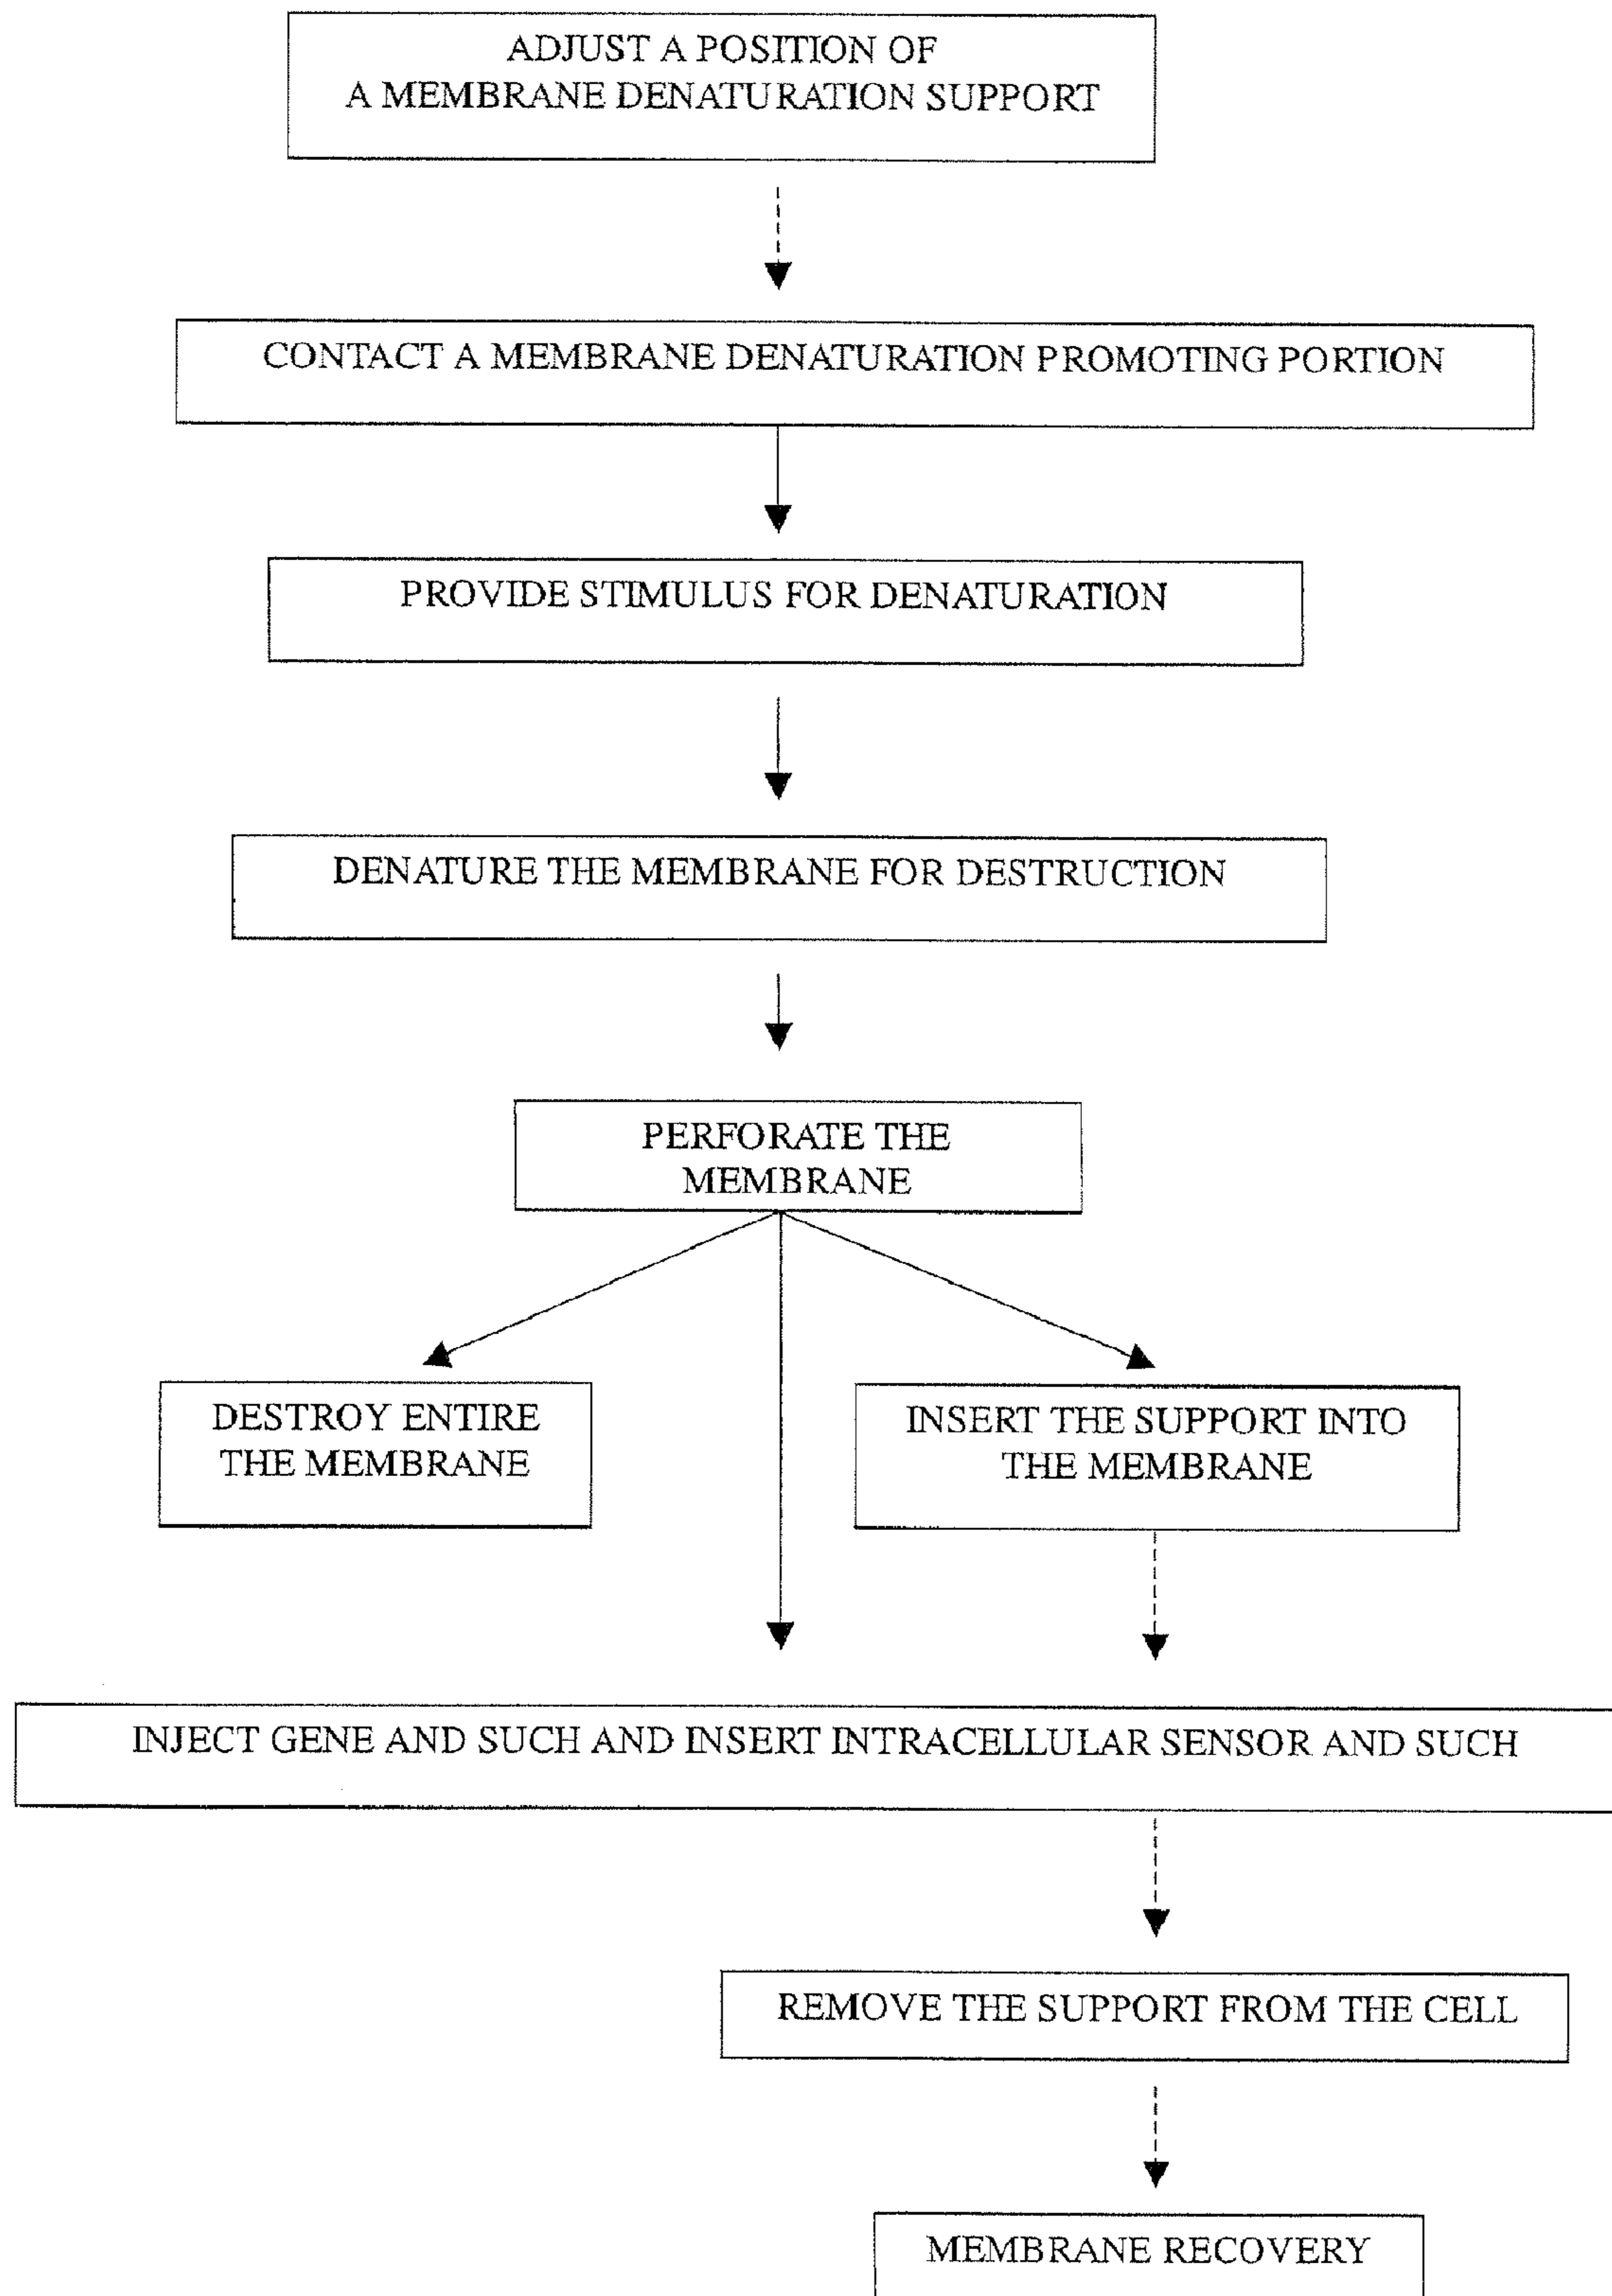 ADJUST A POSITION OF
A MEMBRANE DENATURATION SUPPORT
CONTACT A MEMBRANE DENATURATION PROMOTING PORTION
PROVIDE STIMULUS FOR DENATURATION
DENATURE THE MEMBRANE FOR DESTRUCTION
PERFORATE THE
MEMBRANE
DESTROY ENTIRE
THE MEMBRANE
INSERT THE SUPPORT INTO
THE MEMBRANE
INJECT GENE AND SUCH AND INSERT INTRACELLULAR SENSOR AND SUCH
REMOVE THE SUPPORT FROM THE CELL
MEMBRANE RECOVERY